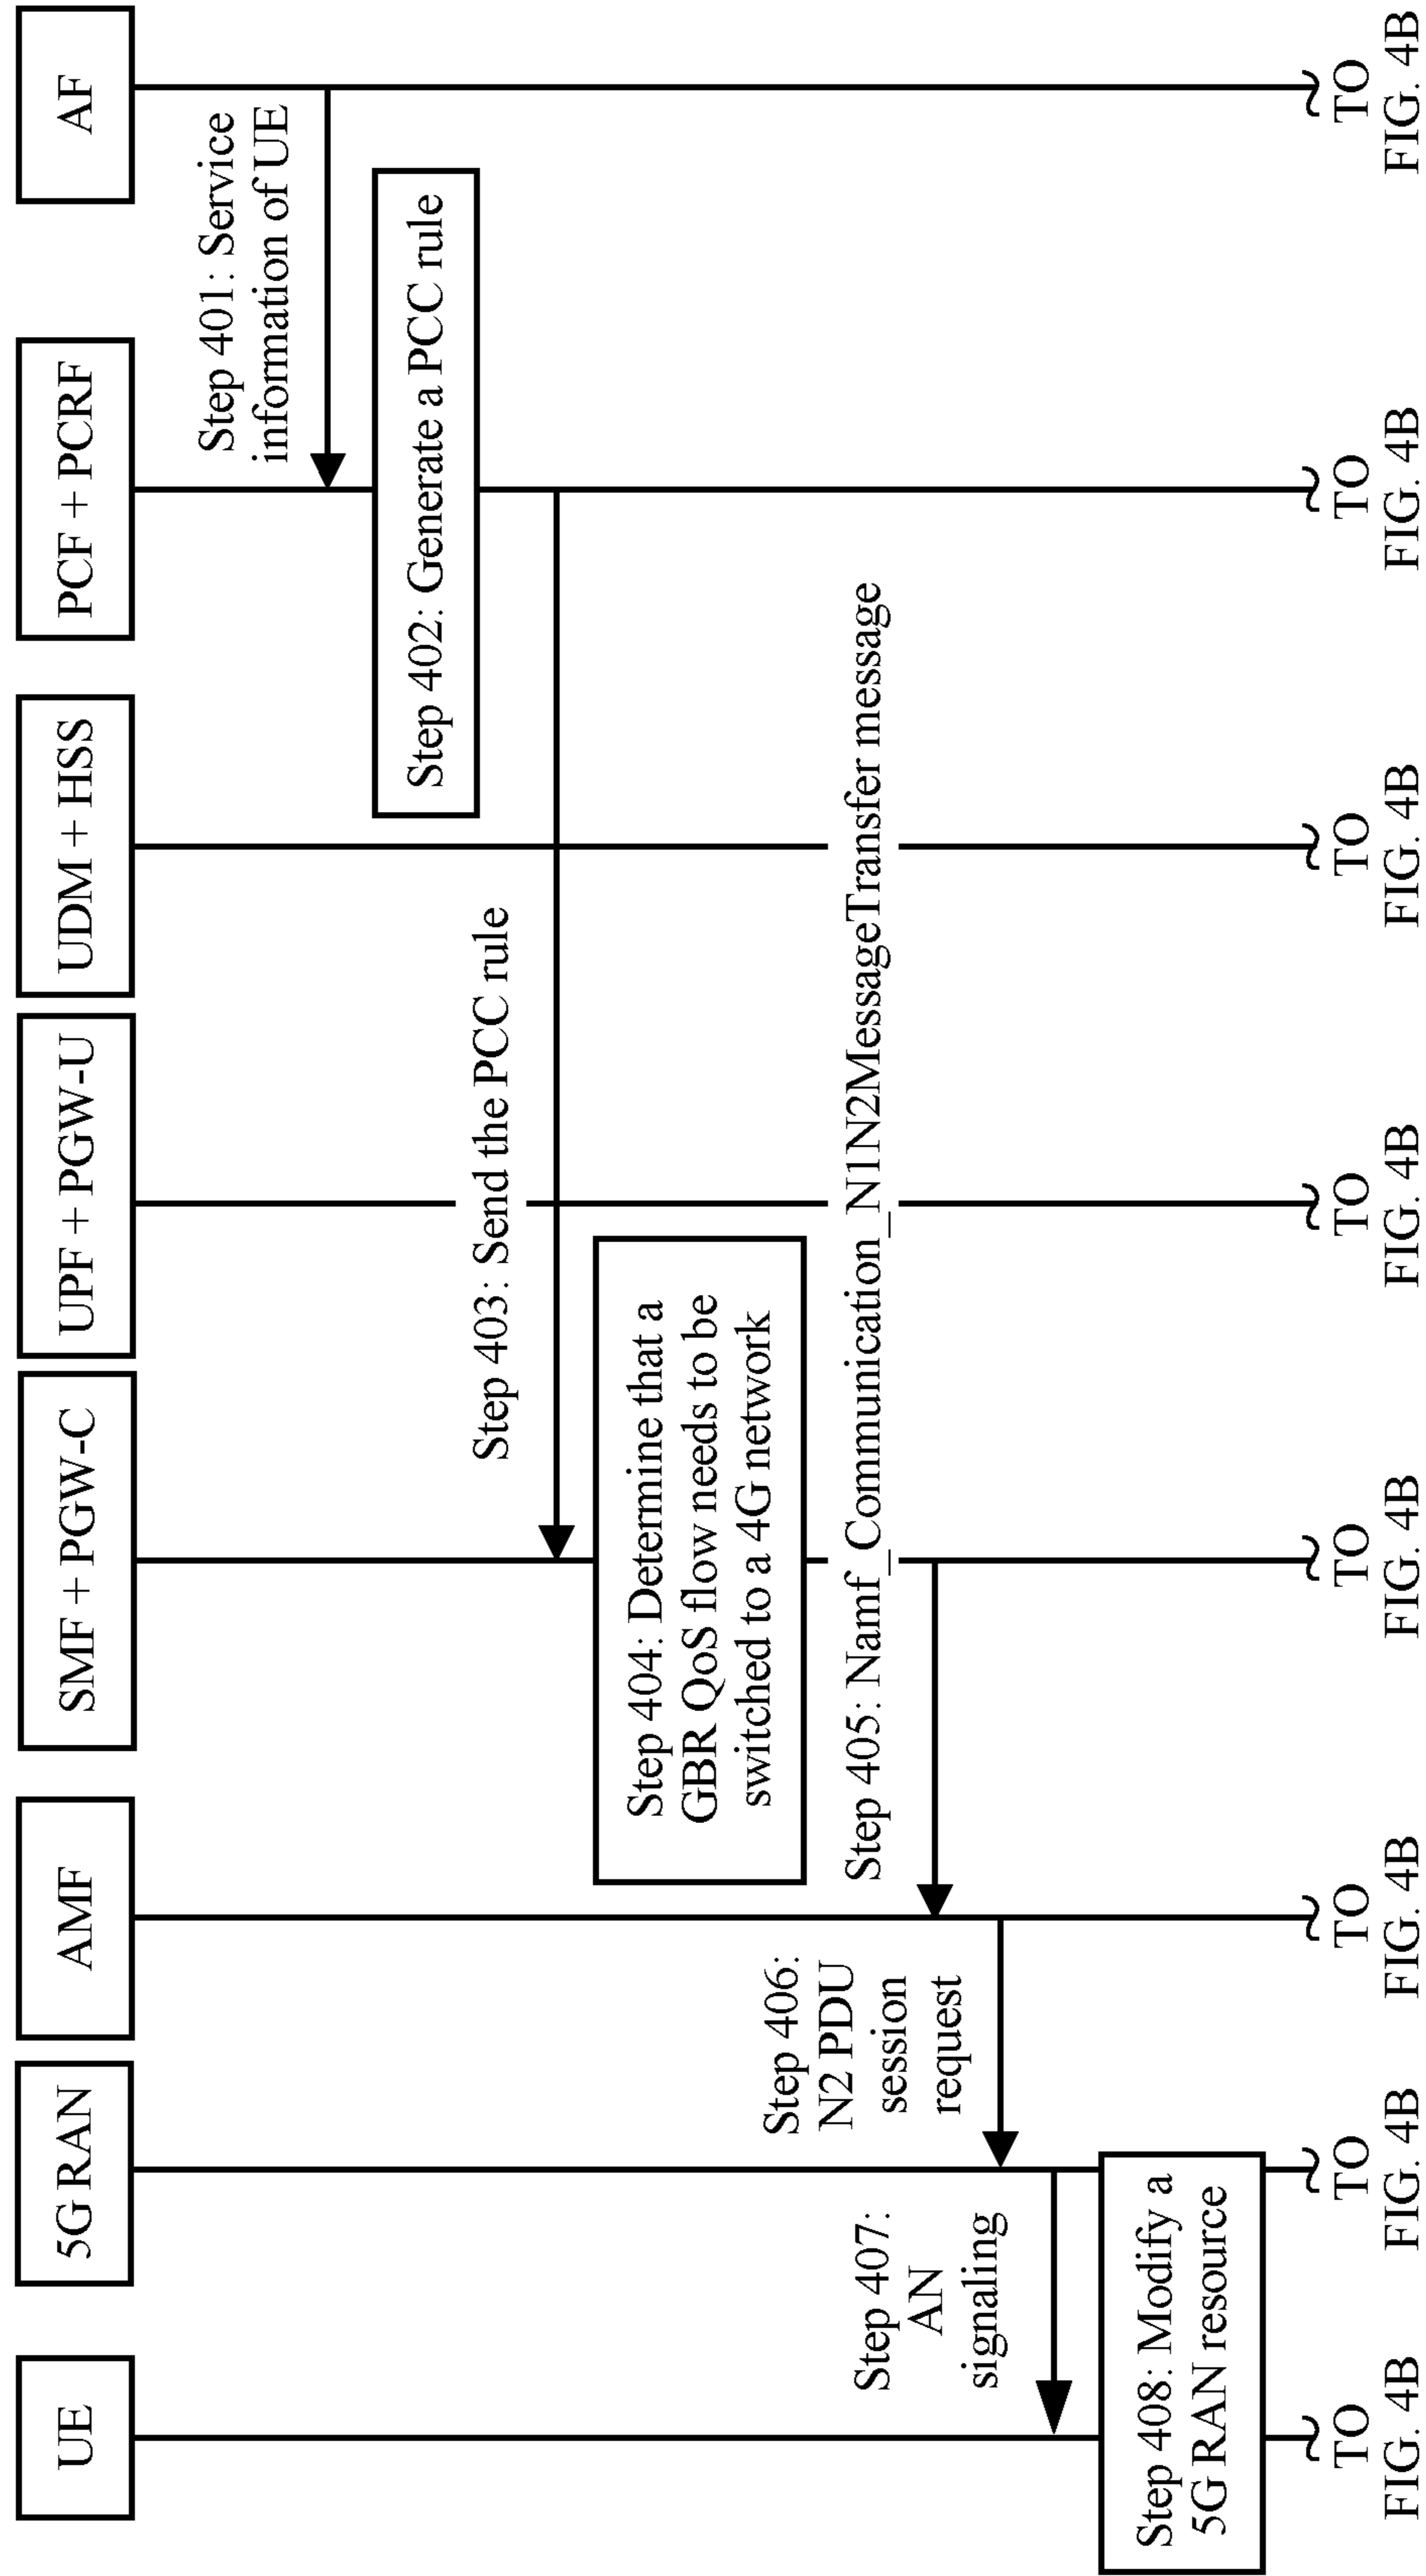 UE
5G RAN
AMF
SMF + PGW-C
UPF + PGW-U
UDM + HSS
PCF + PCRF
AF
Step 401: Service
information of UE
Step 402: Generate a PCC rule
Step 403: Send the PCC rule
Step 404: Determine that a
GBR QoS flow needs to be
switched to a 4G network
Step 405: Namf_Communication_N1N2MessageTransfer message
Step 406:
N2 PDU
session
request
Step 407:
AN
signaling
Step 408: Modify a
5G RAN resource
TO
FIG. 4B
TO
FIG. 4B
TO
FIG. 4B
TO
FIG. 4B
TO
FIG. 4B
TO
FIG. 4B
TO
FIG. 4B
TO
FIG. 4B